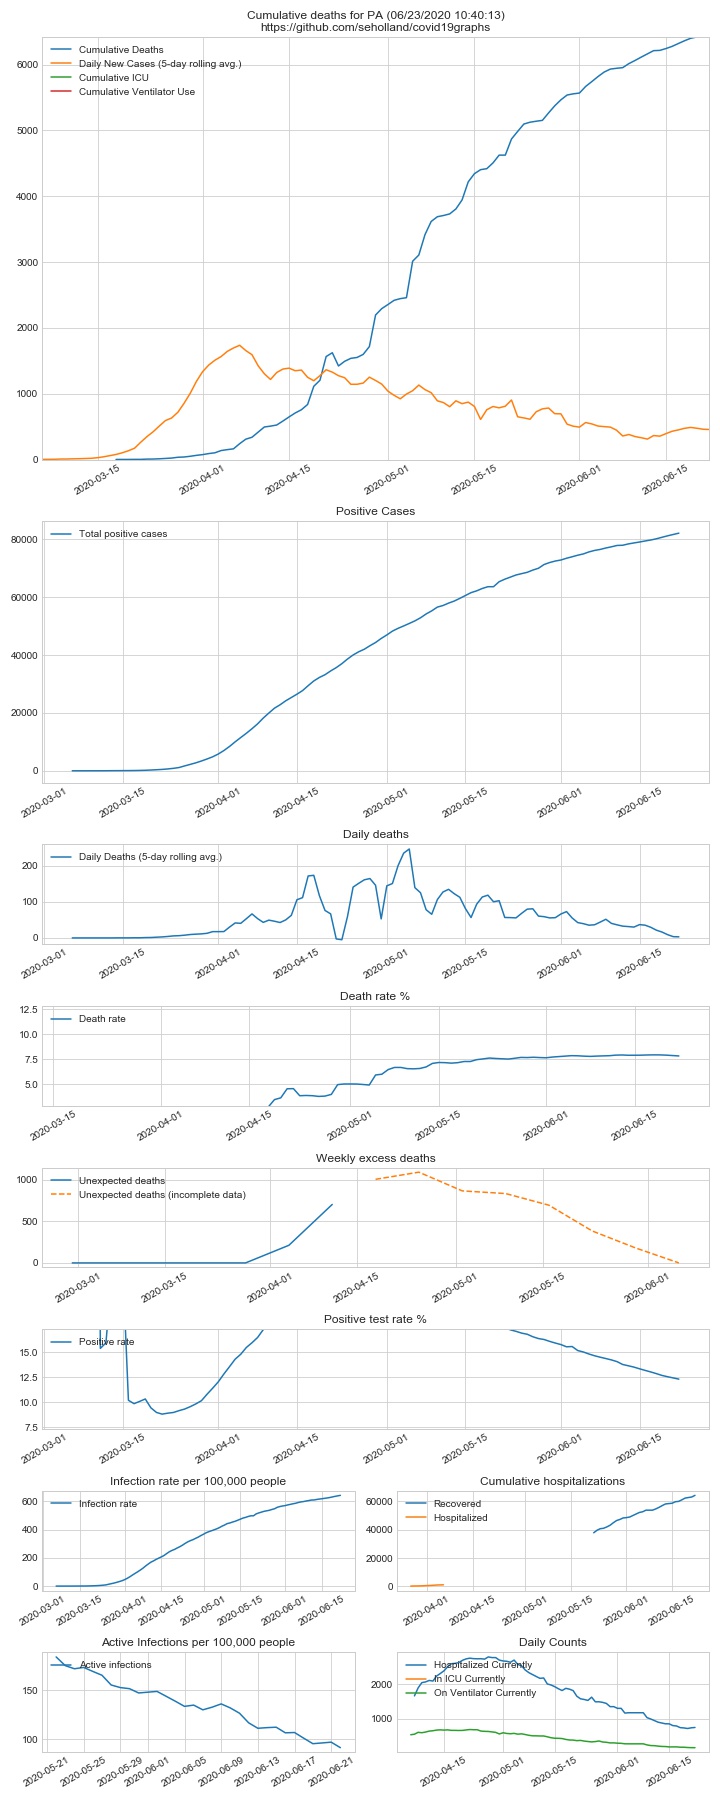 Cumulative deaths for PA (06/23/2020 10:40:13)
https://github.com/seholland/covid19graphs
Cumulative Deaths
Daily New Cases (5-day rolling avg.)
Cumulative ICU
Cumulative Ventilator Use
6000
5000
4000
3000
2000
1000
0
2020-03-15 2020-04-01 2020-04-15 2020-05-01 2020-05-15 2020-06-01 2020-06-15
Positive Cases
Total positive cases
80000
60000
40000
20000
0
2020-03-01 2020-03-15 2020-04-01 2020-04-15 2020-05-01 2020-05-15 2020-06-01 2020-06-15
Daily deaths
Daily Deaths (5-day rolling avg.)
200
100
0
2020-03-01 2020-03-15 2020-04-01 2020-04-15 2020-05-01 2020-05-15 2020-06-01 2020-06-15
Death rate %
Death rate
12.5
10.0
7.5
5.0
2020-03-15 2020-04-01 2020-04-15 2020-05-01 2020-05-15 2020-06-01 2020-06-15
Weekly excess deaths
Unexpected deaths
Unexpected deaths (incomplete data)
1000
500
0
2020-03-01 2020-03-15 2020-04-01 2020-04-15 2020-05-01 2020-05-15 2020-06-01
Positive test rate %
Positive rate
15.0
12.5
10.0
7.5
2020-03-01 2020-03-15 2020-04-01 2020-04-15 2020-05-01 2020-05-15 2020-06-01 2020-06-15
Infection rate per 100,000 people
Infection rate
600
400
200
0
2020-03-01 2020-03-15 2020-04-01 2020-04-15 2020-05-01 2020-05-15 2020-06-01 2020-06-15
Cumulative hospitalizations
Recovered
Hospitalized
60000
40000
20000
0
2020-04-01 2020-04-15 2020-05-01 2020-05-15 2020-06-01 2020-06-15
Active Infections per 100,000 people
Active infections
150
100
2020-05-21 2020-05-25 2020-05-29 2020-06-01 2020-06-05 2020-06-09 2020-06-13 2020-06-17 2020-06-21
Daily Counts
Hospitalized Currently
In ICU Currently
On Ventilator Currently
2000
1000
2020-04-15 2020-05-01 2020-05-15 2020-06-01 2020-06-15